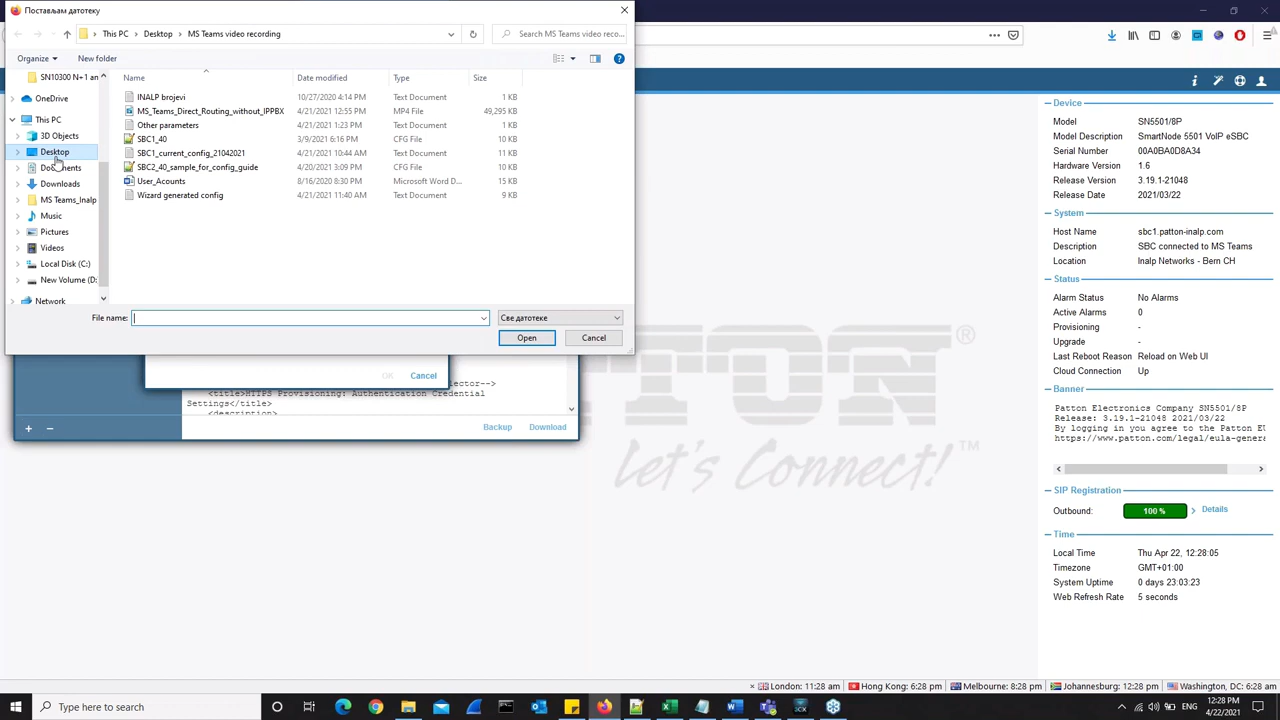 Постављам датотеку
This PC > Desktop > MS Teams video recording
Search MS Teams video reco...
Organize
New folder
SN10300 N+1 an
OneDrive
This PC
3D Objects
Desktop
Documents
Downloads
MS Teams_Inalp
Music
Pictures
Videos
Local Disk (C:)
New Volume (D:
Network
Name Date modified Type Size
INALP brojevi 10/27/2020 4:14 PM Text Document 1 KB
MS_Teams_Direct_Routing_without_IPPBX 4/21/2021 12:55 PM MP4 File 49,295 KB
Other parameters 4/21/2021 1:23 PM Text Document 1 KB
SBC1_40 3/9/2021 6:16 PM CFG File 10 KB
SBC1_current_config_21042021 4/21/2021 10:44 AM Text Document 11 KB
SBC2_40_sample_for_config_guide 4/20/2021 3:09 PM CFG File 10 KB
User_Acounts 8/16/2020 8:30 PM Microsoft Word D... 15 KB
Wizard generated config 4/21/2021 11:40 AM Text Document 9 KB
File name:
Све датотеке
Open
Cancel
OK
Cancel
ector-->
<title>HTTPS Provisioning: Authentication Credential
Settings</title>
<description>
Backup
Download
TON®
Let's Connect!™
Device
Model SN5501/8P
Model Description SmartNode 5501 VoIP eSBC
Serial Number 00A0BA0D8A34
Hardware Version 1.6
Release Version 3.19.1-21048
Release Date 2021/03/22
System
Host Name sbc1.patton-inalp.com
Description SBC connected to MS Teams
Location Inalp Networks - Bern CH
Status
Alarm Status No Alarms
Active Alarms 0
Provisioning -
Upgrade -
Last Reboot Reason Reload on Web UI
Cloud Connection Up
Banner
Patton Electronics Company SN5501/8P
Release: 3.19.1-21048 2021/03/22
By logging in you agree to the Patton EU
https://www.patton.com/legal/eula-genera
SIP Registration
Outbound: 100 % > Details
Time
Local Time Thu Apr 22, 12:28:05
Timezone GMT+01:00
System Uptime 0 days 23:03:23
Web Refresh Rate 5 seconds
London: 11:28 am
Hong Kong: 6:28 pm
Melbourne: 8:28 pm
Johannesburg: 12:28 pm
Washington, DC: 6:28 am
Type here to search
ENG
12:28 PM
4/22/2021